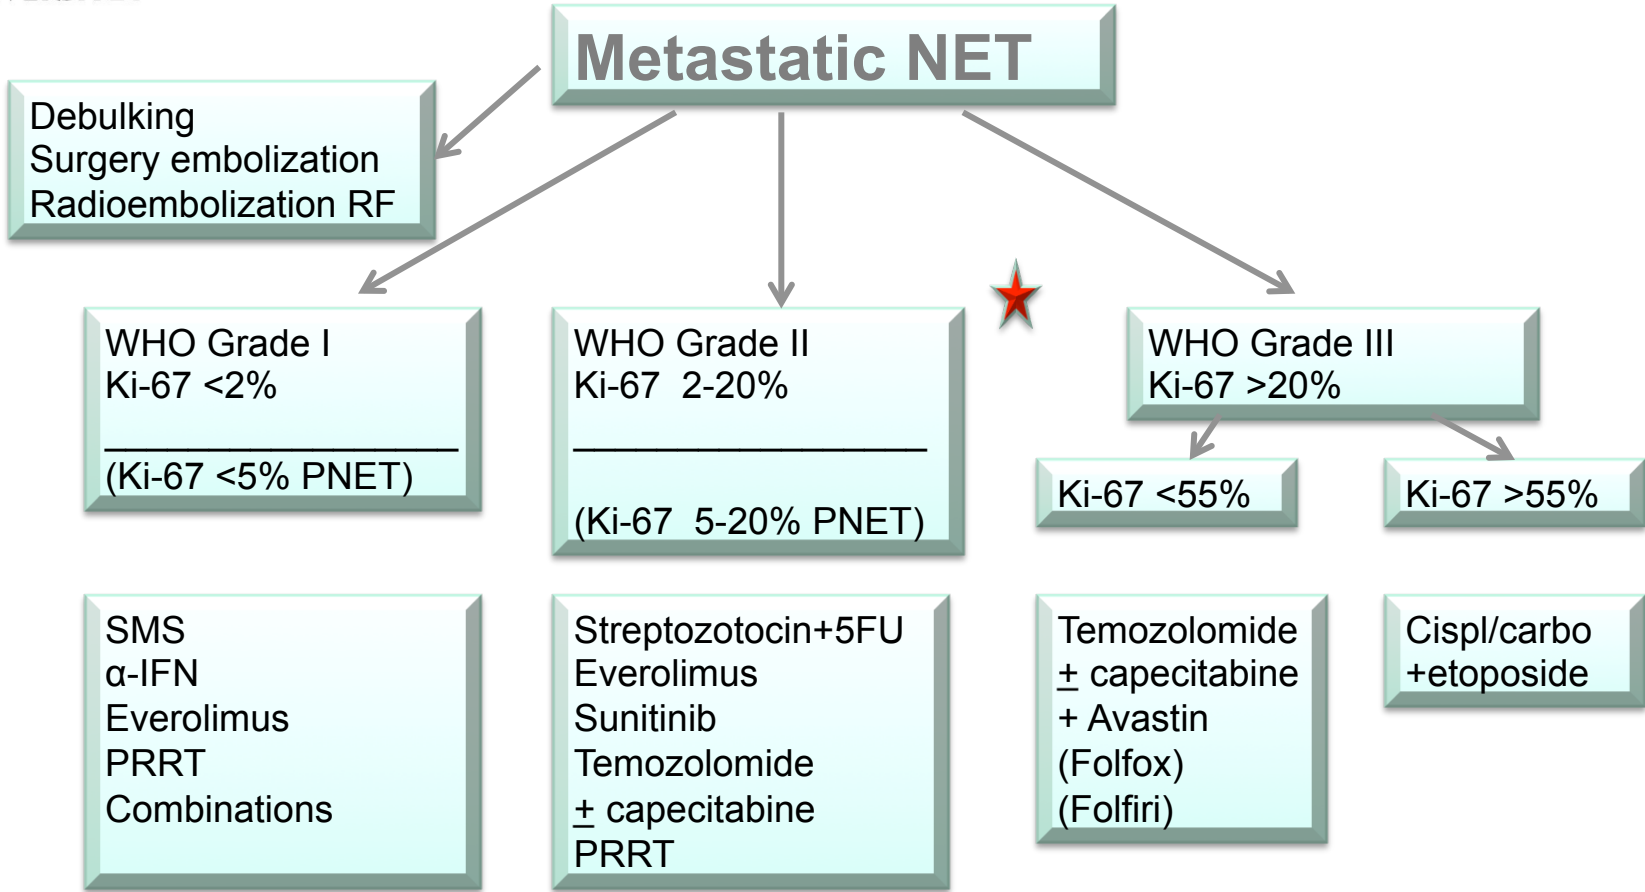 Metastatic NET
Debulking
Surgery embolization
Radioembolization RF
WHO Grade I
Ki-67 <2%
(Ki-67 <5% PNET)
WHO Grade II
Ki-67  2-20%
(Ki-67  5-20% PNET)
WHO Grade III
Ki-67 >20%
Ki-67 <55%
Ki-67 >55%
SMS
α-IFN
Everolimus
PRRT
Combinations
Streptozotocin+5FU
Everolimus
Sunitinib
Temozolomide
± capecitabine
PRRT
Temozolomide
± capecitabine
+ Avastin
(Folfox)
(Folfiri)
Cispl/carbo
+etoposide